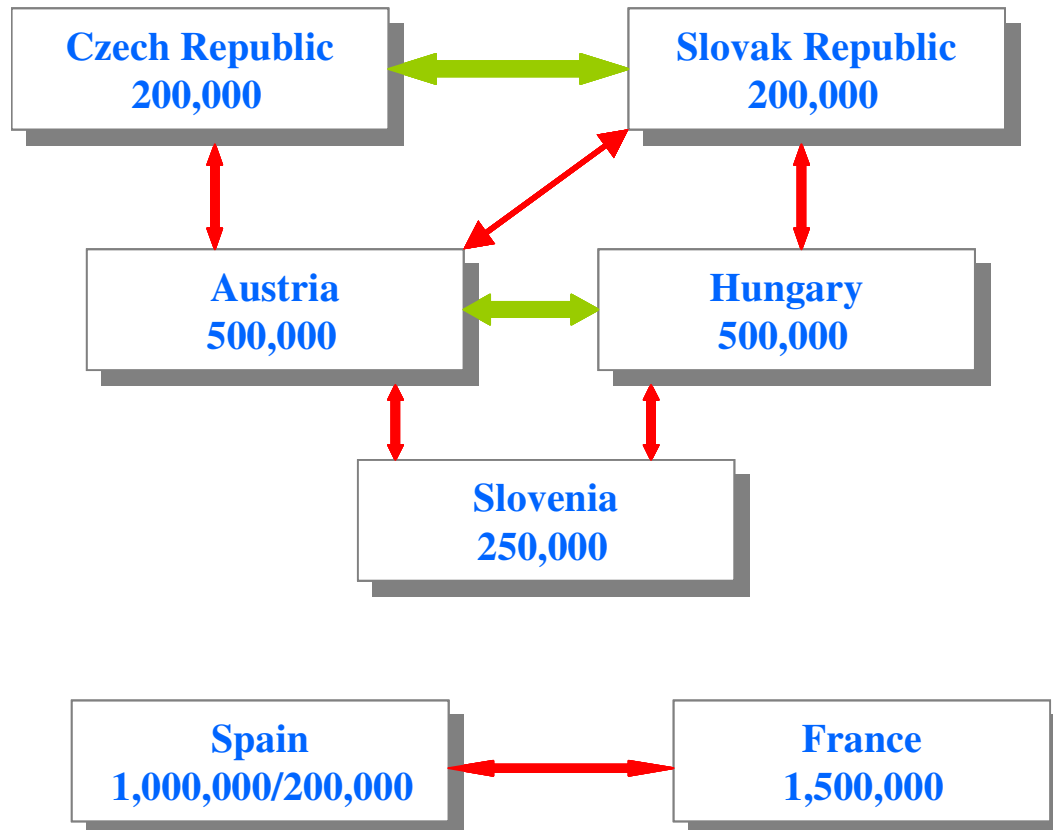 Czech Republic
200,000
Slovak Republic
200,000
Austria
500,000
Hungary
500,000
Slovenia
250,000
Spain
1,000,000/200,000
France
1,500,000